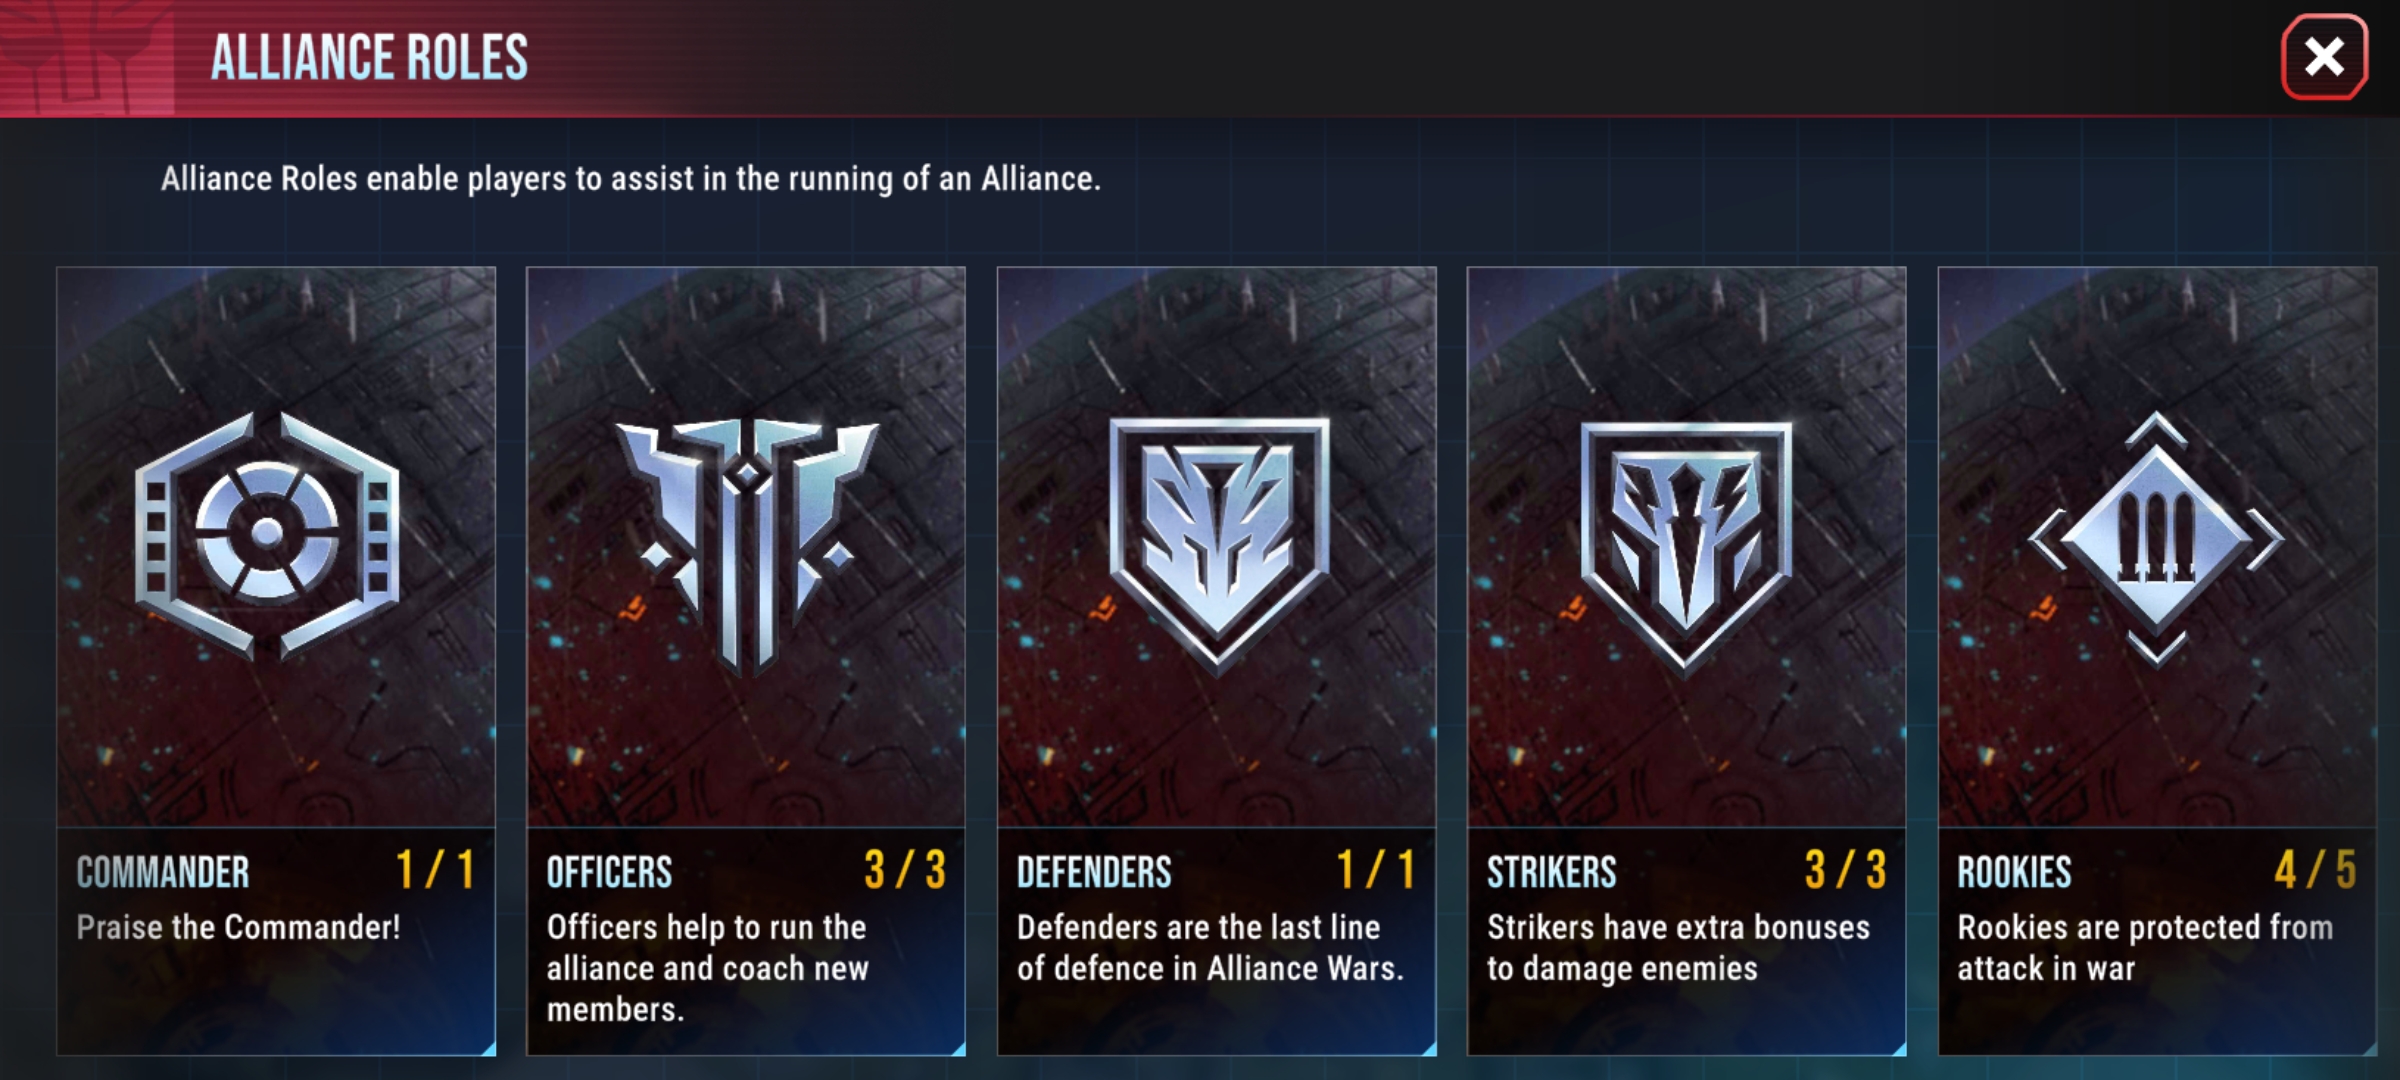 ALLIANCE ROLES
Alliance Roles enable players to assist in the running of an Alliance.
COMMANDER 1 / 1
Praise the Commander!
OFFICERS 3 / 3
Officers help to run the
alliance and coach new
members.
DEFENDERS 1 / 1
Defenders are the last line
of defence in Alliance Wars.
STRIKERS 3 / 3
Strikers have extra bonuses
to damage enemies
ROOKIES 4 / 5
Rookies are protected from
attack in war